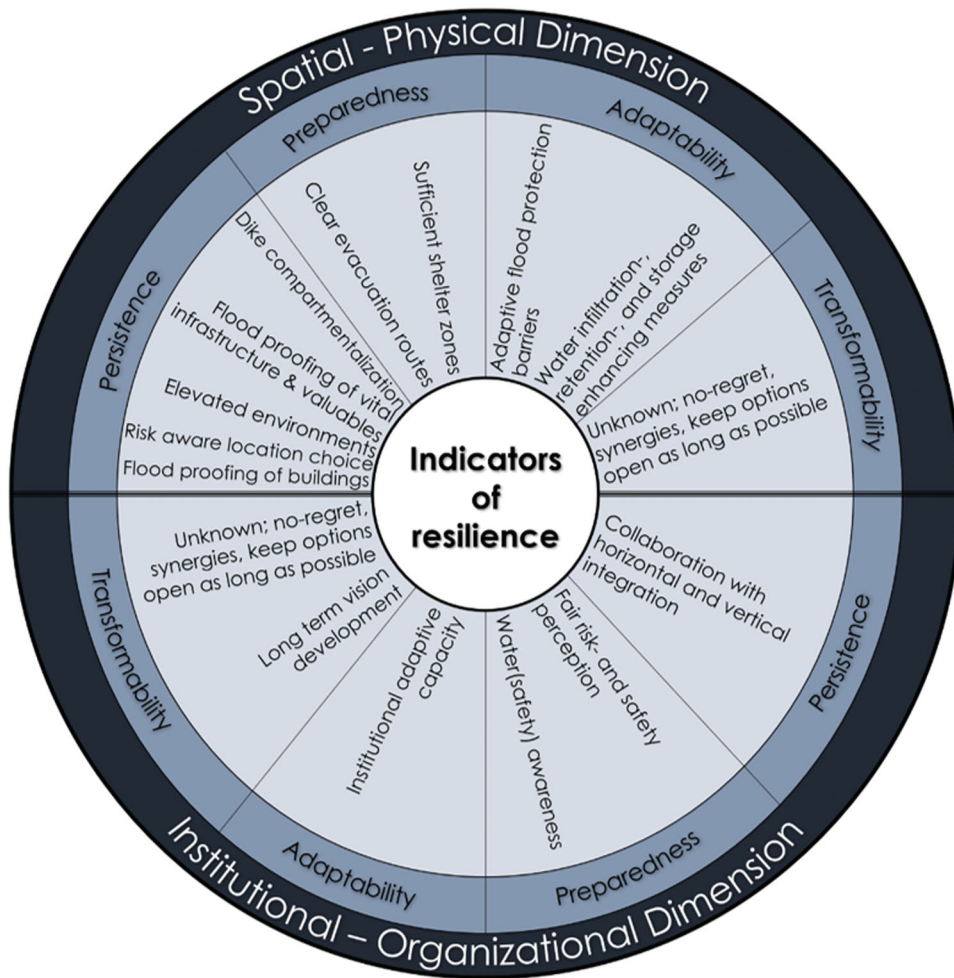 Spatial - Physical Dimension
Persistence
Preparedness
Adaptability
Transformability
Flood proofing of buildings
Risk aware location choice
Elevated environments
Flood proofing of vital
infrastructure & valuables
Dike compartmentalization
Clear evacuation routes
Sufficient shelter zones
Adaptive flood protection
barriers
Water infiltration-,
retention-, and storage
enhancing measures
Unknown; no-regret,
synergies, keep options
open as long as possible
Indicators
of
resilience
Collaboration with
horizontal and vertical
integration
Fair risk- and safety
perception
Water(safety) awareness
Institutional adaptive
capacity
Long term vision
development
Unknown; no-regret,
synergies, keep options
open as long as possible
Persistence
Preparedness
Adaptability
Transformability
Institutional – Organizational Dimension